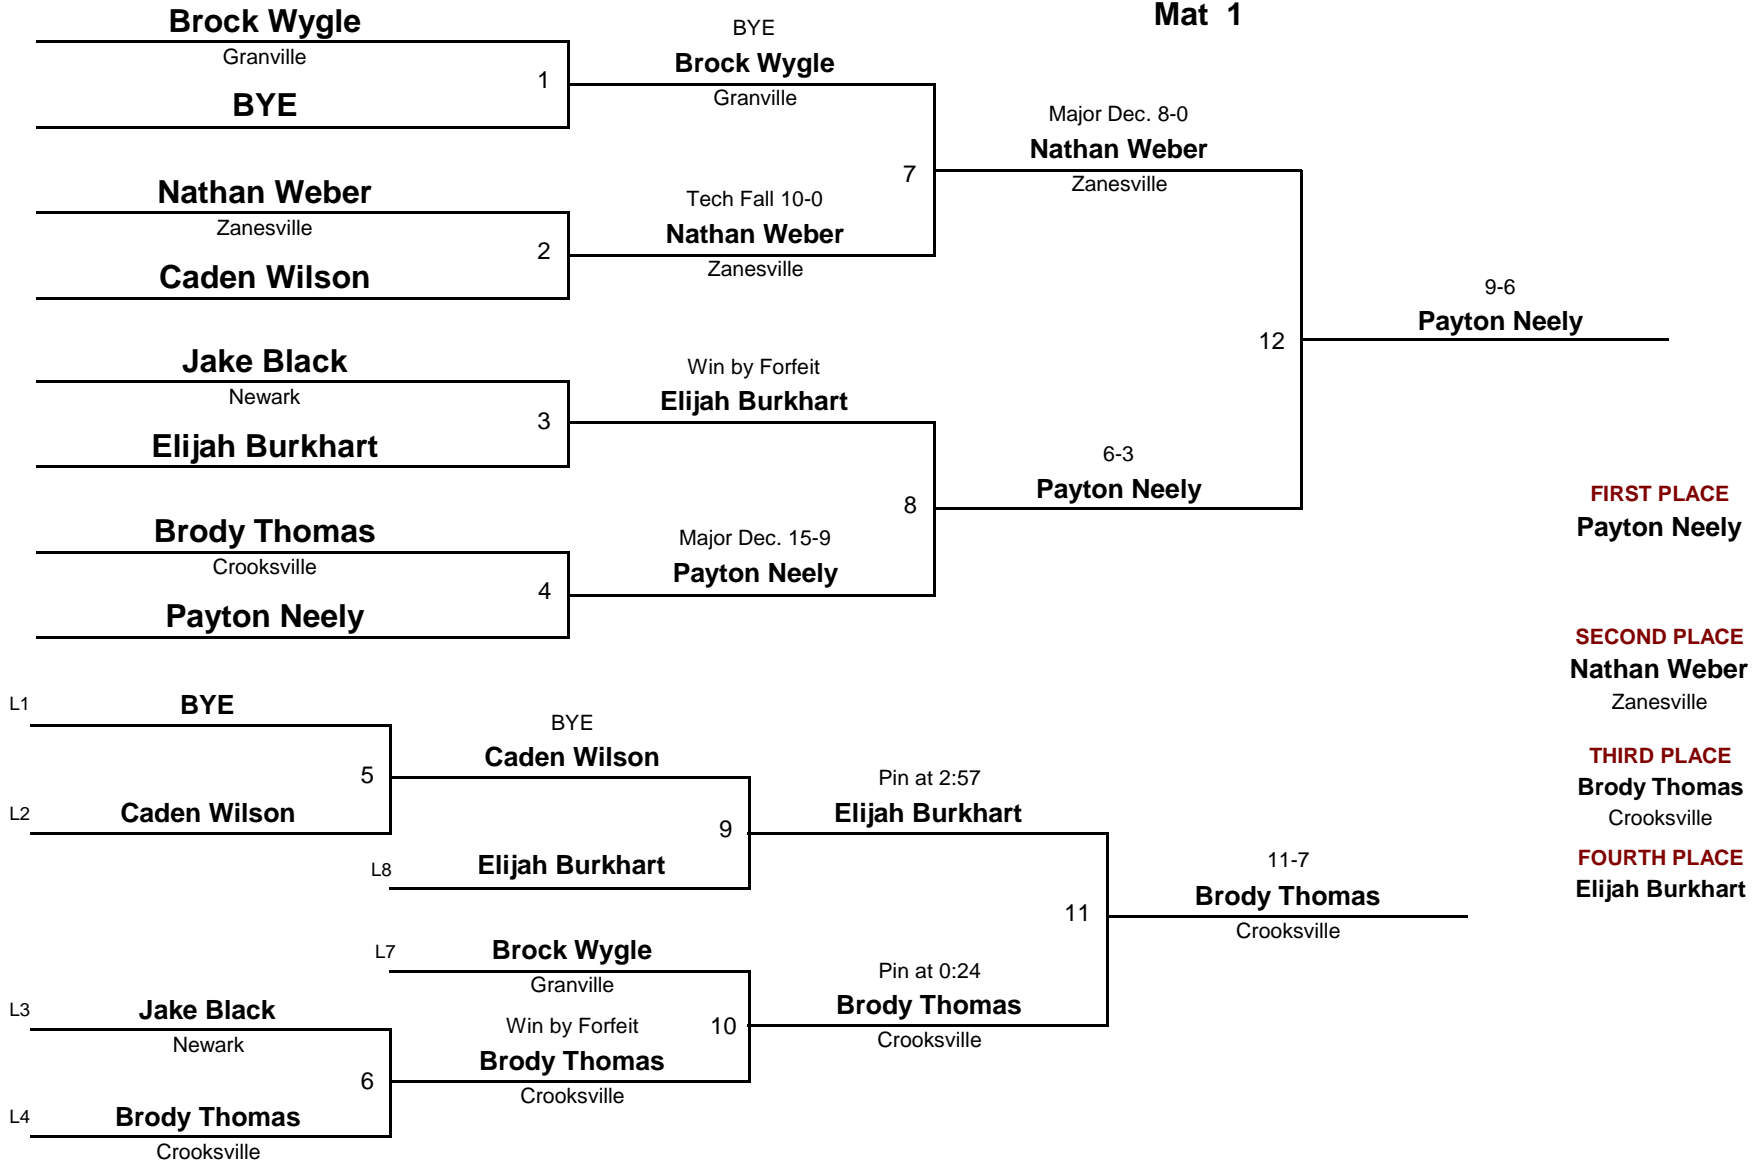 Mat 1
Brock Wygle
Granville
1
BYE
Nathan Weber
Zanesville
2
Caden Wilson
Jake Black
Newark
3
Elijah Burkhart
Brody Thomas
Crooksville
4
Payton Neely
BYE
Brock Wygle
Granville
7
Tech Fall 10-0
Nathan Weber
Zanesville
Win by Forfeit
Elijah Burkhart
8
Major Dec. 15-9
Payton Neely
Major Dec. 8-0
Nathan Weber
Zanesville
12
6-3
Payton Neely
9-6
Payton Neely
FIRST PLACE
Payton Neely
SECOND PLACE
Nathan Weber
Zanesville
THIRD PLACE
Brody Thomas
Crooksville
FOURTH PLACE
Elijah Burkhart
L1
BYE
5
L2
Caden Wilson
BYE
Caden Wilson
9
L8
Elijah Burkhart
L7
Brock Wygle
Granville
10
L3
Jake Black
Newark
6
L4
Brody Thomas
Crooksville
Win by Forfeit
Brody Thomas
Crooksville
Pin at 2:57
Elijah Burkhart
11
Pin at 0:24
Brody Thomas
Crooksville
11-7
Brody Thomas
Crooksville